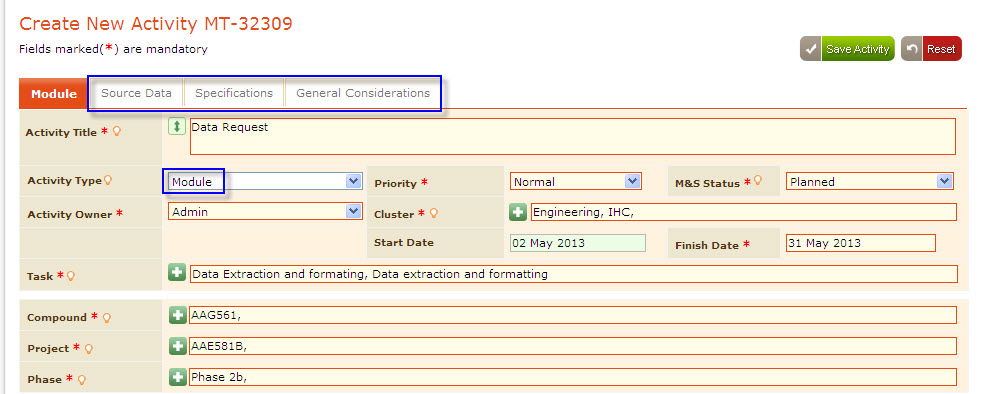 Create New Activity MT-32309
Fields marked(*) are mandatory
Save Activity Reset
Module Source Data Specifications General Considerations
Activity Title * Data Request
Activity Type Module Priority * Normal M&S Status * Planned
Activity Owner * Admin Cluster * Engineering, IHC,
Start Date 02 May 2013 Finish Date * 31 May 2013
Task * Data Extraction and formating, Data extraction and formatting
Compound * AAG561,
Project * AAE581B,
Phase * Phase 2b,